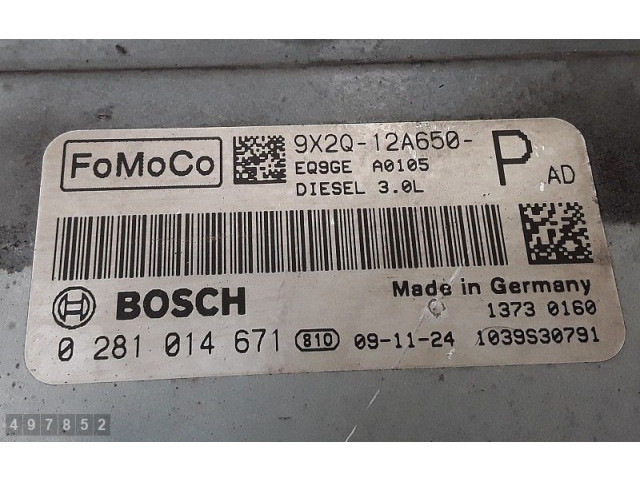 FoMoCo
9X2Q-12A650- P AD
EQ9GE A0105
DIESEL 3.0L
BOSCH
Made in Germany
1373 0160
0 281 014 671 810 09-11-24 1039S30791
497852